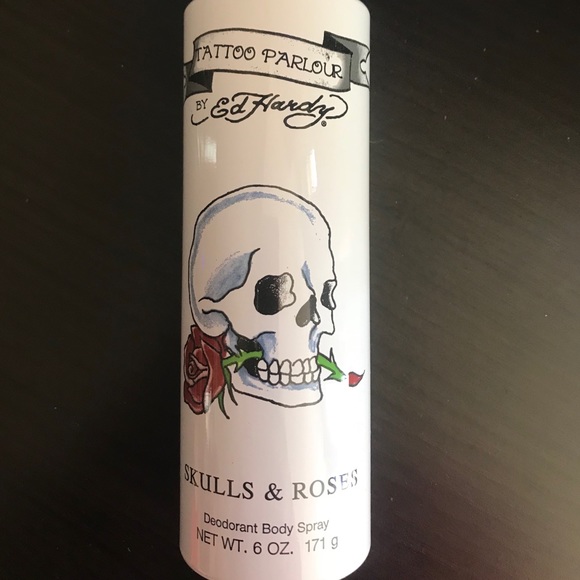 TATTOO PARLOUR
BY Ed Hardy®
SKULLS & ROSES
Deodorant Body Spray
NET WT. 6 OZ. 171 g